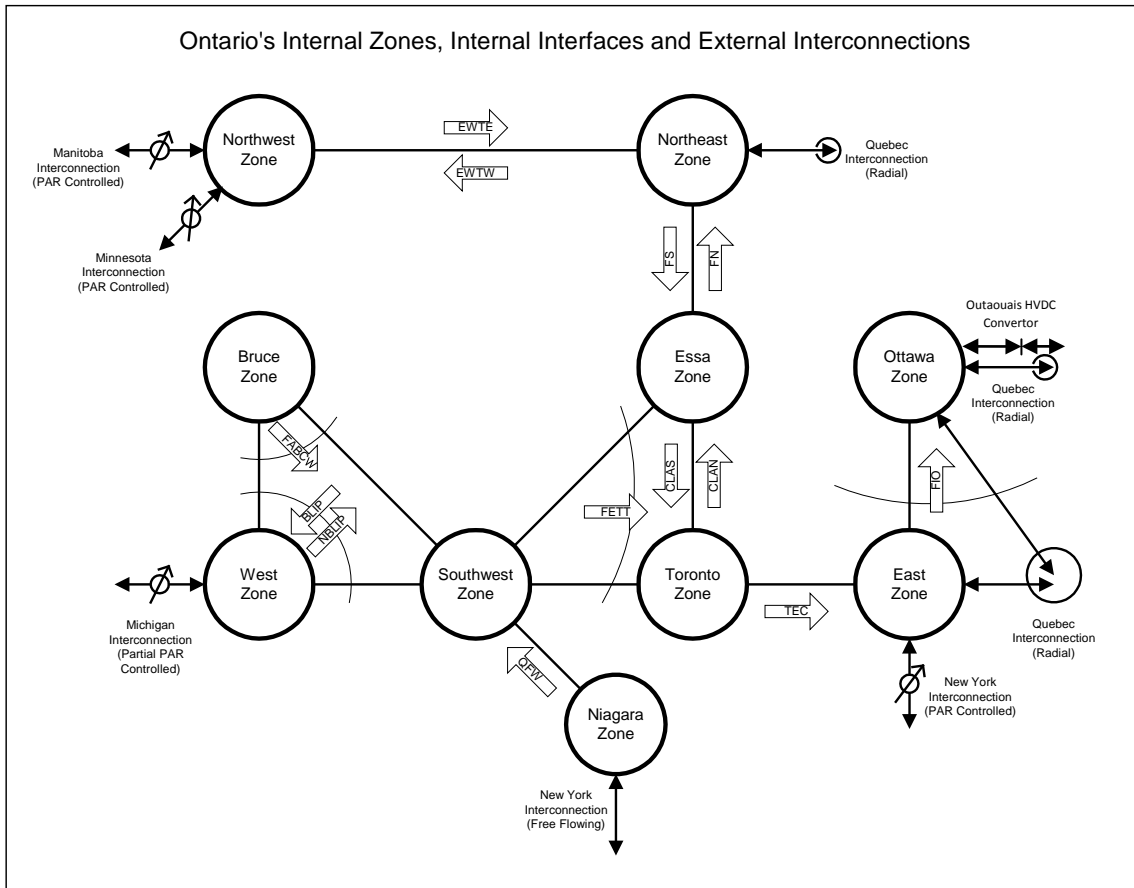 Ontario's Internal Zones, Internal Interfaces and External Interconnections
Northwest
Zone
EWTE
EWTW
Northeast
Zone
Manitoba
Interconnection
(PAR Controlled)
Quebec
Interconnection
(Radial)
Minnesota
Interconnection
(PAR Controlled)
FS
FN
Outaouais HVDC
Convertor
Bruce
Zone
Essa
Zone
Ottawa
Zone
Quebec
Interconnection
(Radial)
FABCW
CLAS
CLAN
FIO
BLIP
NBLIP
FETT
West
Zone
Southwest
Zone
Toronto
Zone
East
Zone
TEC
Michigan
Interconnection
(Partial PAR
Controlled)
Quebec
Interconnection
(Radial)
QFW
Niagara
Zone
New York
Interconnection
(PAR Controlled)
New York
Interconnection
(Free Flowing)